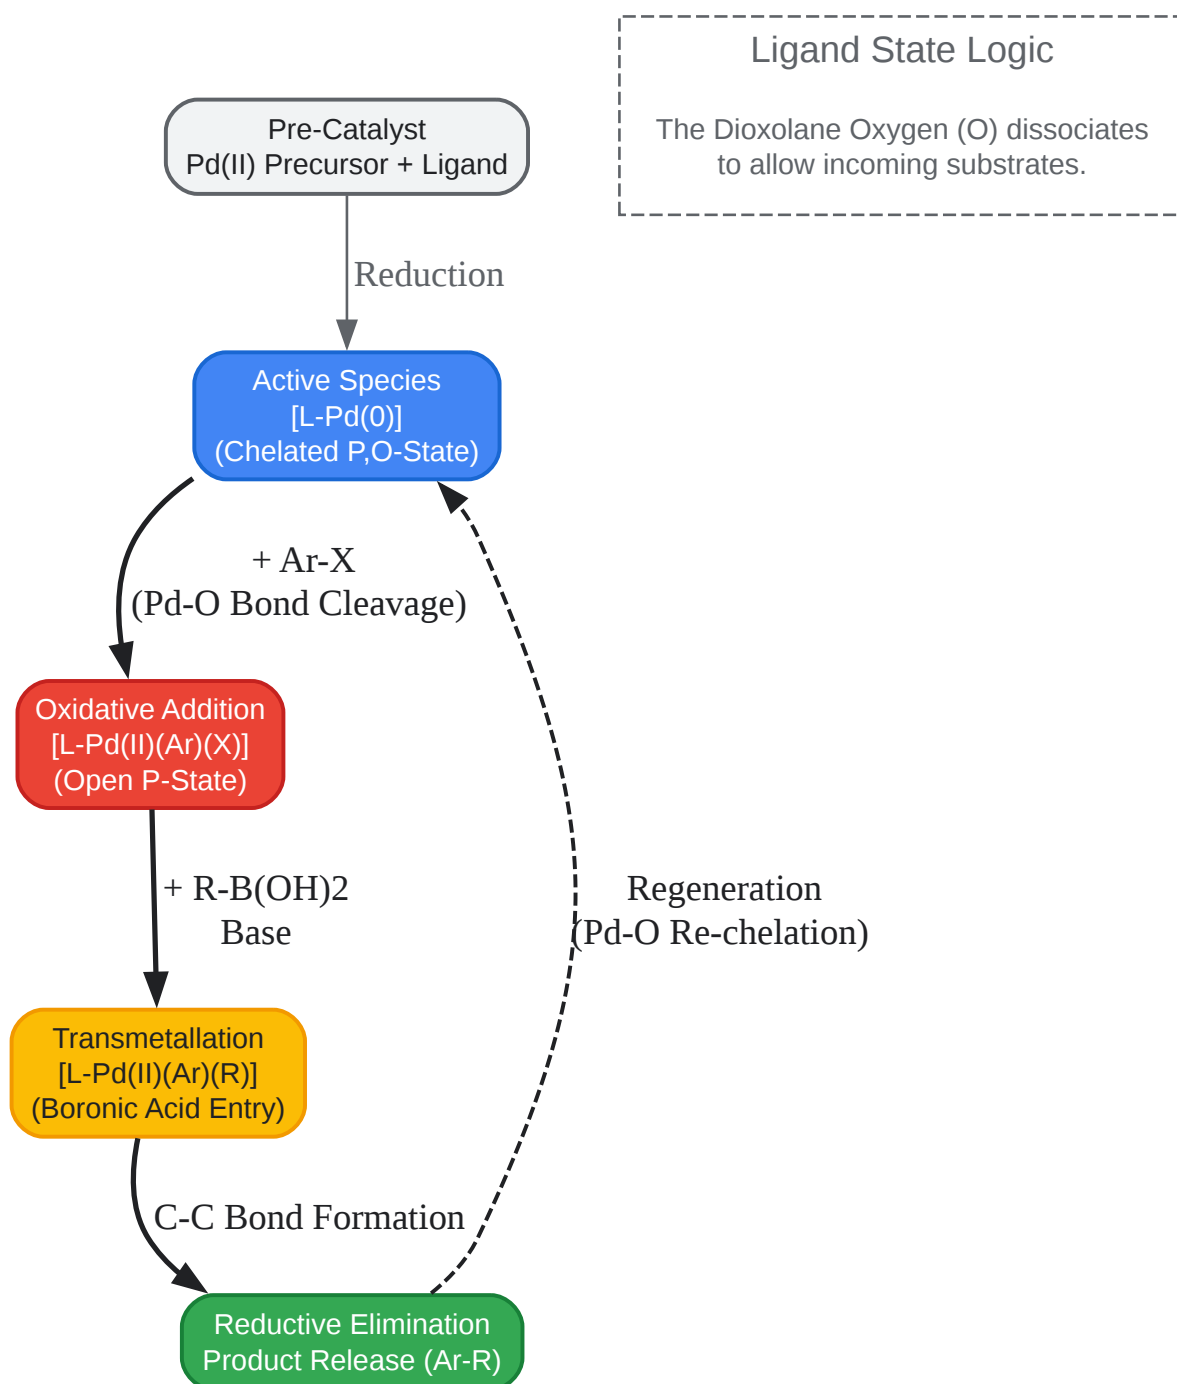 Ligand State Logic
The Dioxolane Oxygen (O) dissociates
to allow incoming substrates.
Pre-Catalyst
Pd(II) Precursor + Ligand
Reduction
Active Species
[L-Pd(0)]
(Chelated P,O-State)
+ Ar-X
(Pd-O Bond Cleavage)
Oxidative Addition
[L-Pd(II)(Ar)(X)]
(Open P-State)
+ R-B(OH)2
Base
Regeneration
(Pd-O Re-chelation)
Transmetallation
[L-Pd(II)(Ar)(R)]
(Boronic Acid Entry)
C-C Bond Formation
Reductive Elimination
Product Release (Ar-R)